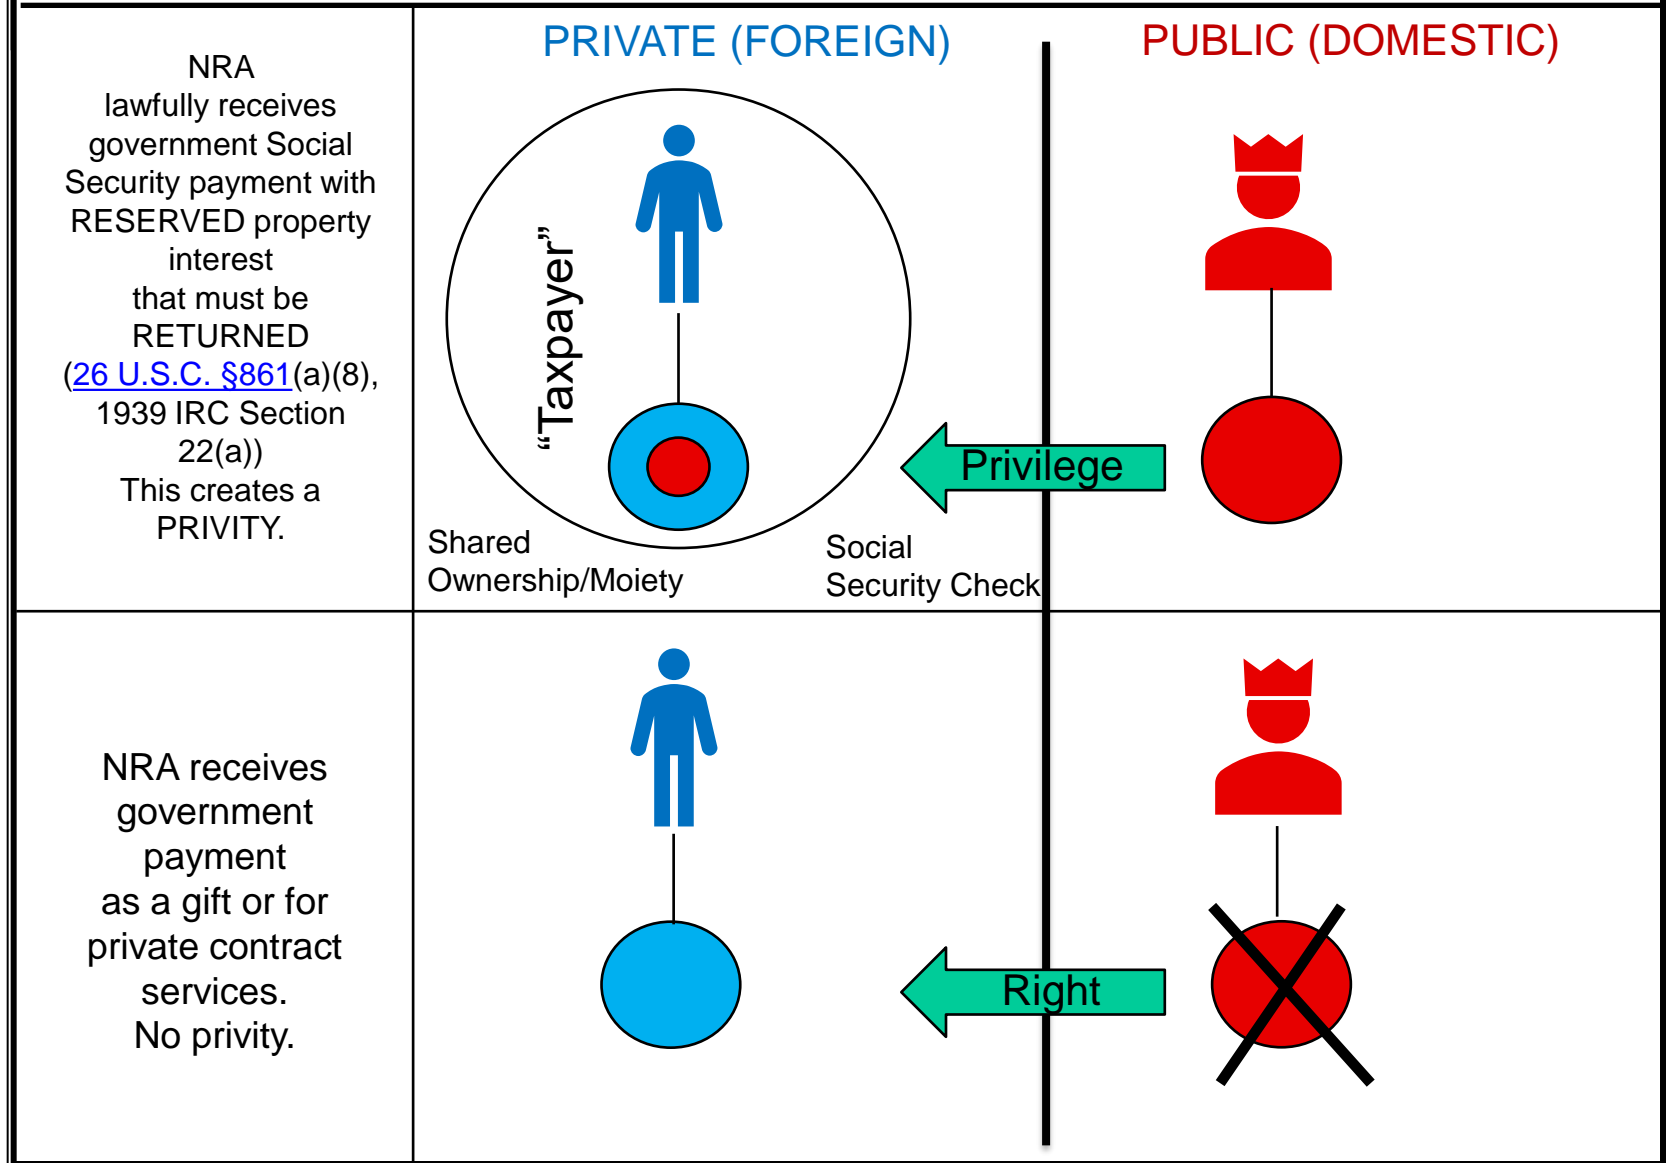 PRIVATE (FOREIGN)
PUBLIC (DOMESTIC)
NRA
lawfully receives
government Social
Security payment with
RESERVED property
interest
that must be
RETURNED
(26 U.S.C. §861(a)(8),
1939 IRC Section
22(a))
This creates a
PRIVITY.
“Taxpayer”
Privilege
Shared
Ownership/Moiety
Social
Security Check
NRA receives
government
payment
as a gift or for
private contract
services.
No privity.
Right